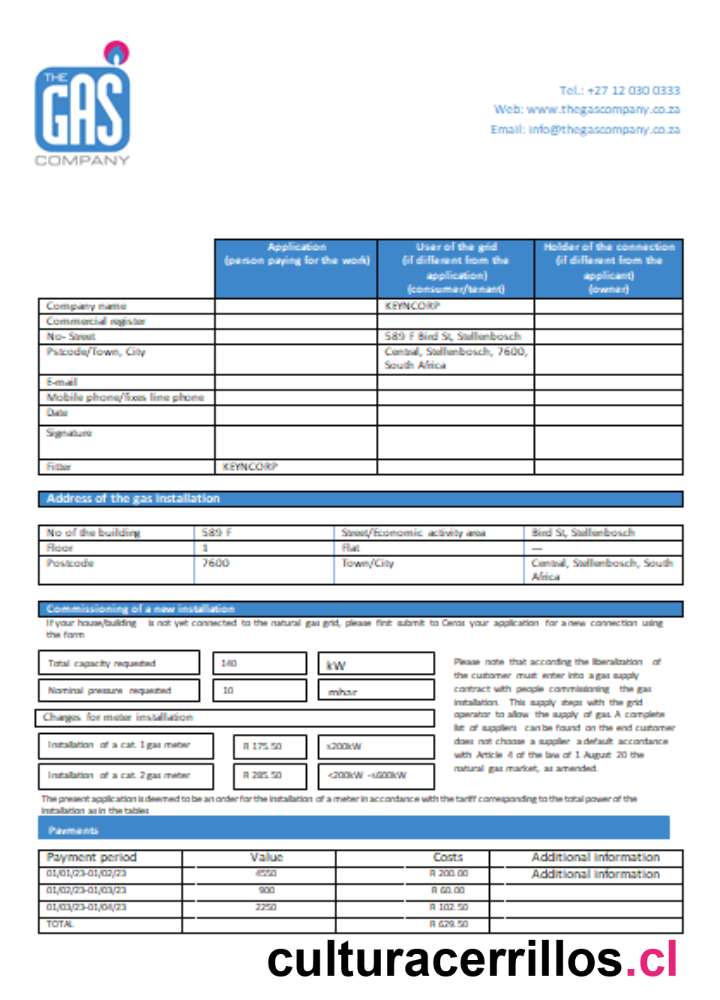 THE
GAS
COMPANY
Tel.: +27 12 030 0333
Web: www.thegascompany.co.za
Email: info@thegascompany.co.za
Application
(person paying for the work)
User of the grid
(if different from the
application)
(consumer/tenant)
Holder of the connection
(if different from the
applicant)
(owner)
Company name KEYNCORP
Commercial register
No- Street 589 F Bird St, Stellenbosch
Pstcode/Town, City Central, Stellenbosch, 7600,
South Africa
E-mail
Mobile phone/fixes line phone
Date
Signature
Fitter KEYNCORP
Address of the gas installation
No of the building 589 F Street/Economic activity area Bird St, Stellenbosch
Floor 1 Flat —
Postcode 7600 Town/City Central, Stellenbosch, South
Africa
Commissioning of a new installation
If your house/building is not yet connected to the natural gas grid, please first submit to Ceros your application for a new connection using
the form
Total capacity requested 140 kW
Nominal pressure requested 10 mbar
Charges for meter installation
Installation of a cat. 1 gas meter R 175.50 ≤200kW
Installation of a cat. 2 gas meter R 285.50 <200kW -≤600kW
Please note that according the liberalization of
the customer must enter into a gas supply
contract with people commissioning the gas
installation. This supply steps with the grid
operator to allow the supply of gas. A complete
list of suppliers can be found on the end customer
does not choose a supplier a default accordance
with Article 4 of the law of 1 August 20 the
natural gas market, as amended.
The present application is deemed to be an order for the installation of a meter in accordance with the tariff corresponding to the total power of the
installation as in the tables
Payments
Payment period Value Costs Additional information
01/01/23-01/02/23 4550 R 200.00 Additional information
01/02/23-01/03/23 900 R 60.00
01/03/23-01/04/23 2250 R 102.50
TOTAL R 629.50
culturacerrillos.cl